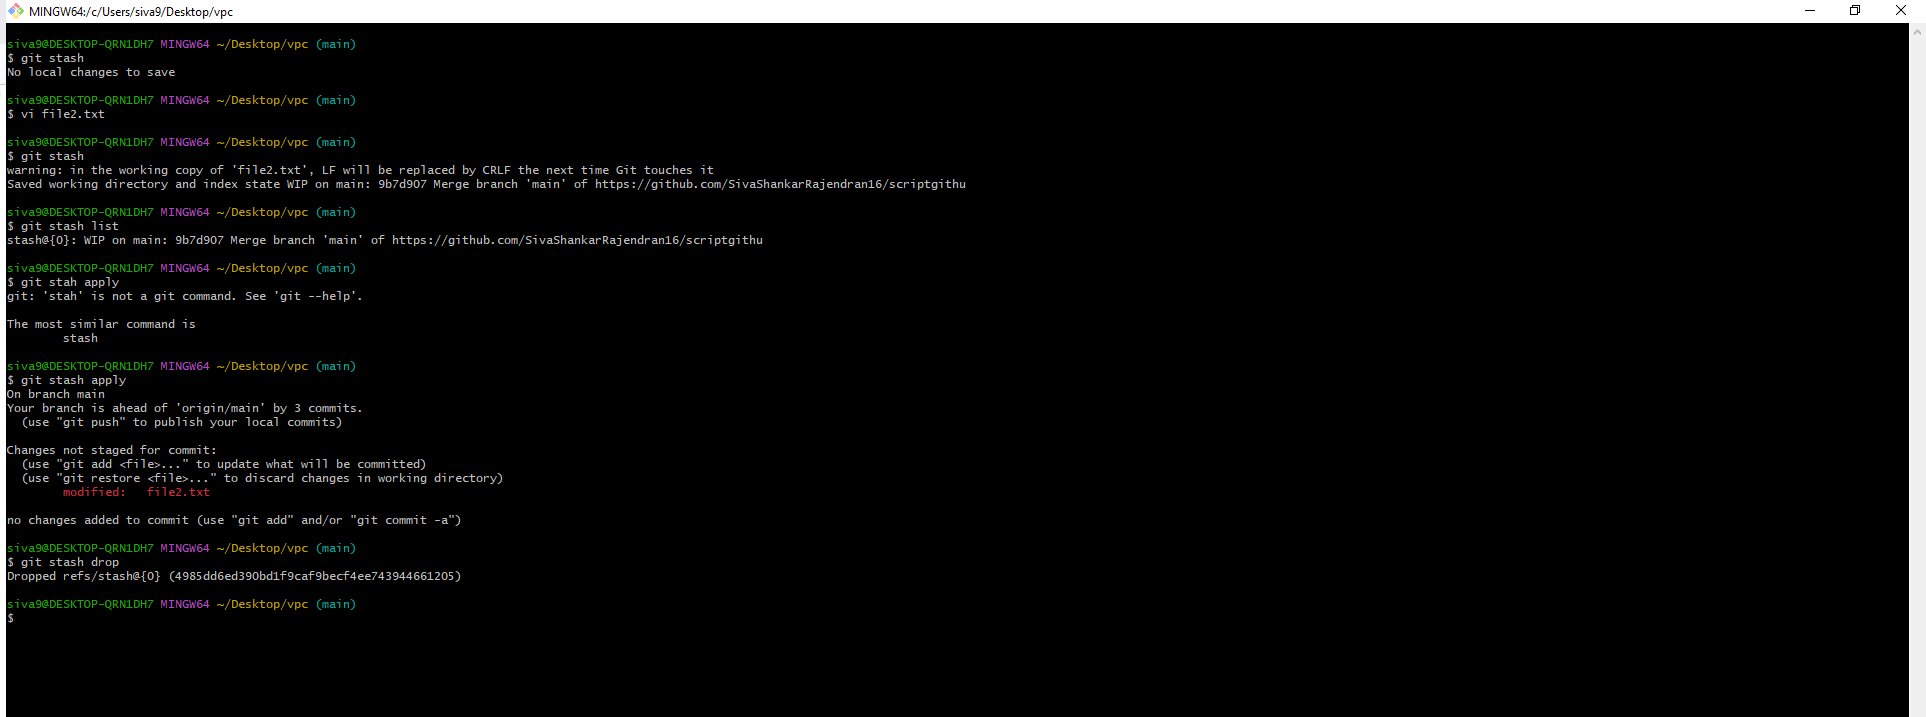 MINGW64:/c/Users/siva9/Desktop/vpc
siva9@DESKTOP-QRN1DH7 MINGW64 ~/Desktop/vpc (main)
$ git stash
No local changes to save
siva9@DESKTOP-QRN1DH7 MINGW64 ~/Desktop/vpc (main)
$ vi file2.txt
siva9@DESKTOP-QRN1DH7 MINGW64 ~/Desktop/vpc (main)
$ git stash
warning: in the working copy of 'file2.txt', LF will be replaced by CRLF the next time Git touches it
Saved working directory and index state WIP on main: 9b7d907 Merge branch 'main' of https://github.com/SivaShankarRajendran16/scriptgithu
siva9@DESKTOP-QRN1DH7 MINGW64 ~/Desktop/vpc (main)
$ git stash list
stash@{0}: WIP on main: 9b7d907 Merge branch 'main' of https://github.com/SivaShankarRajendran16/scriptgithu
siva9@DESKTOP-QRN1DH7 MINGW64 ~/Desktop/vpc (main)
$ git stah apply
git: 'stah' is not a git command. See 'git --help'.
The most similar command is
stash
siva9@DESKTOP-QRN1DH7 MINGW64 ~/Desktop/vpc (main)
$ git stash apply
On branch main
Your branch is ahead of 'origin/main' by 3 commits.
(use "git push" to publish your local commits)
Changes not staged for commit:
(use "git add <file>..." to update what will be committed)
(use "git restore <file>..." to discard changes in working directory)
modified:   file2.txt
no changes added to commit (use "git add" and/or "git commit -a")
siva9@DESKTOP-QRN1DH7 MINGW64 ~/Desktop/vpc (main)
$ git stash drop
Dropped refs/stash@{0} (4985dd6ed390bd1f9caf9becf4ee743944661205)
siva9@DESKTOP-QRN1DH7 MINGW64 ~/Desktop/vpc (main)
$